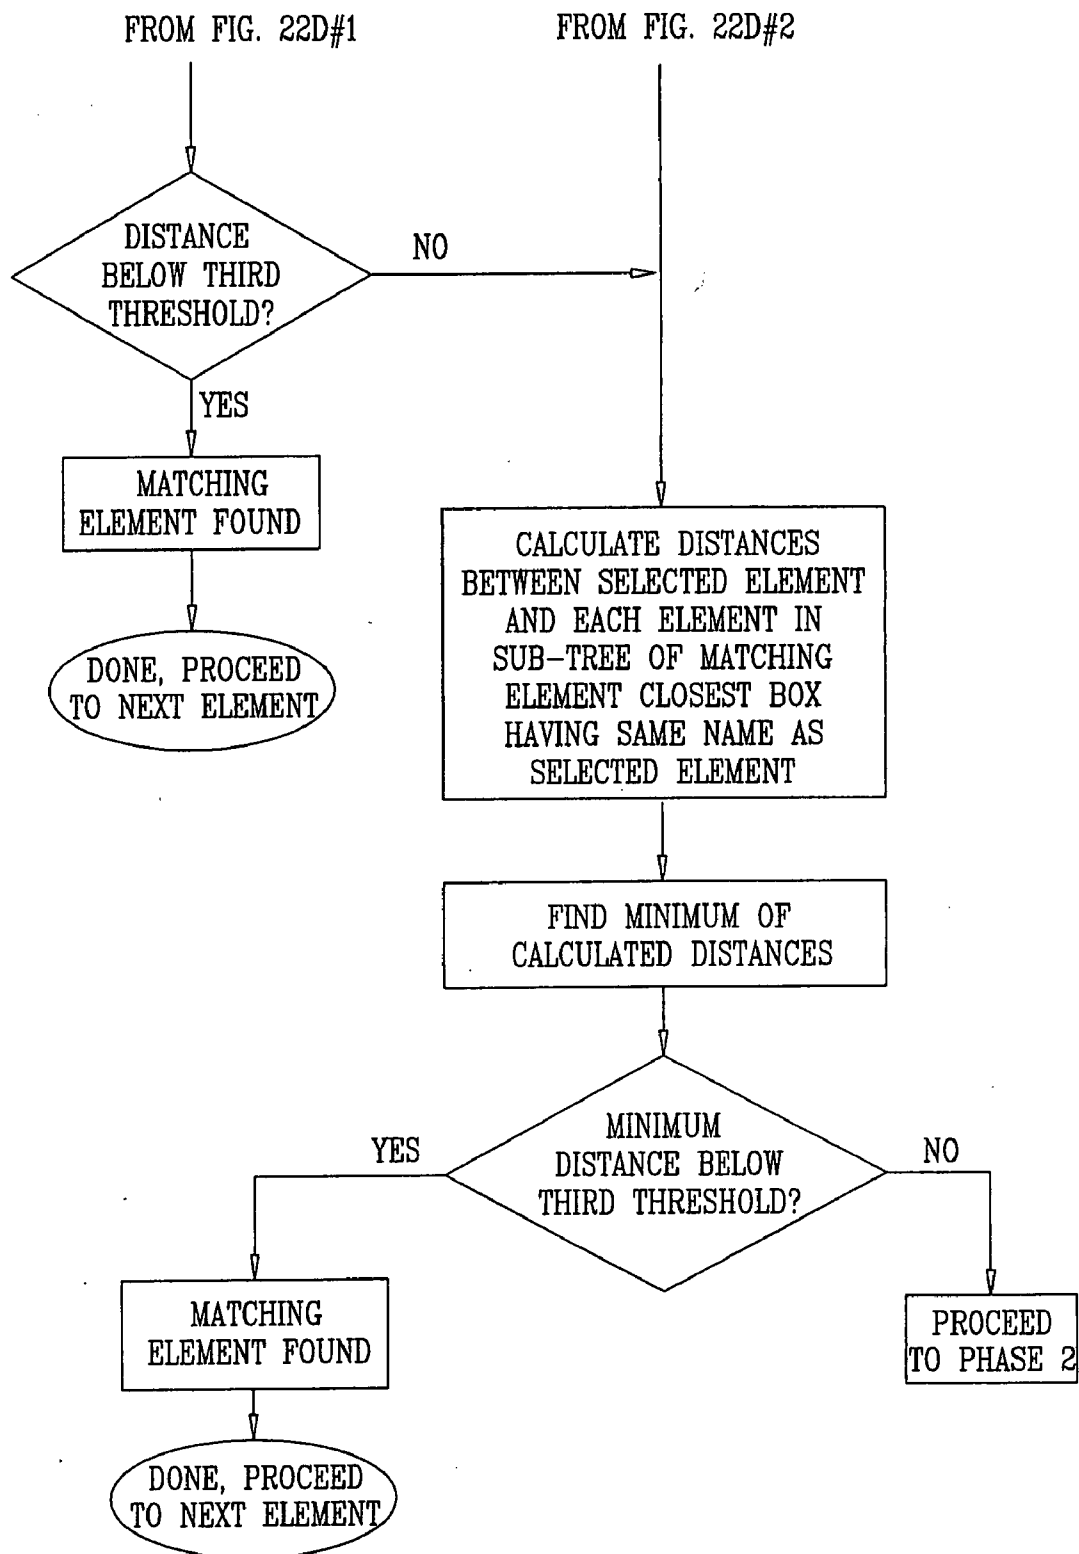 FROM FIG. 22D#1
FROM FIG. 22D#2
DISTANCE
BELOW THIRD
THRESHOLD?
NO
YES
MATCHING
ELEMENT FOUND
DONE, PROCEED
TO NEXT ELEMENT
CALCULATE DISTANCES
BETWEEN SELECTED ELEMENT
AND EACH ELEMENT IN
SUB-TREE OF MATCHING
ELEMENT CLOSEST BOX
HAVING SAME NAME AS
SELECTED ELEMENT
FIND MINIMUM OF
CALCULATED DISTANCES
MINIMUM
DISTANCE BELOW
THIRD THRESHOLD?
YES
NO
MATCHING
ELEMENT FOUND
PROCEED
TO PHASE 2
DONE, PROCEED
TO NEXT ELEMENT